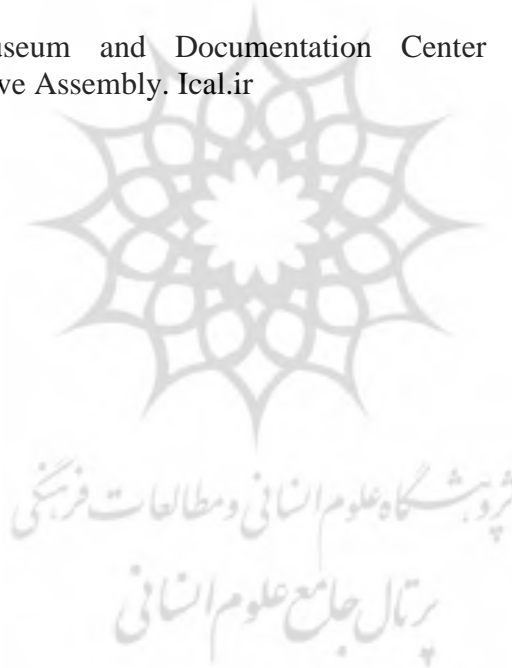 useum and Documentation Center
ve Assembly. Ical.ir
پژوهشگاه علوم انسانی و مطالعات فرهنگی
پرتال جامع علوم انسانی